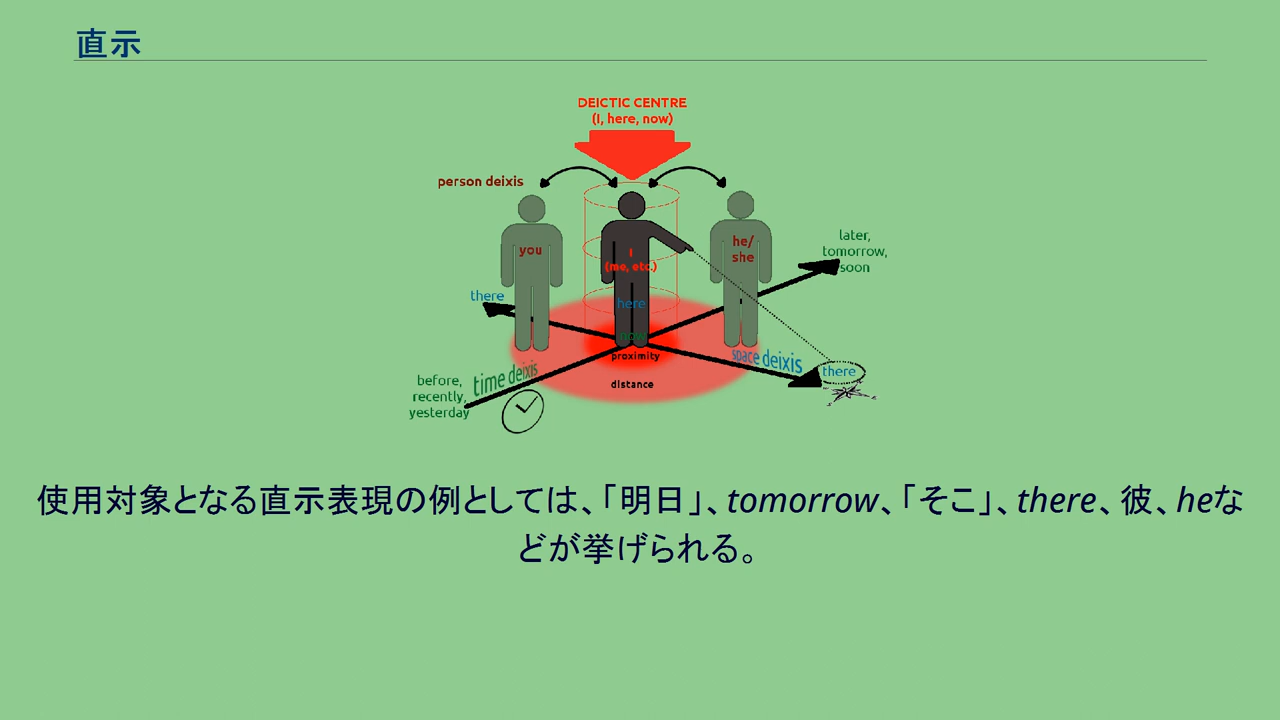 直示
DEICTIC CENTRE
(I, here, now)
person deixis
you
I
(me, etc.)
he/
she
later,
tomorrow,
soon
there
here
now
proximity
distance
space deixis
there
time deixis
before,
recently,
yesterday
使用対象となる直示表現の例としては、「明日」、tomorrow、「そこ」、there、彼、heな
どが挙げられる。